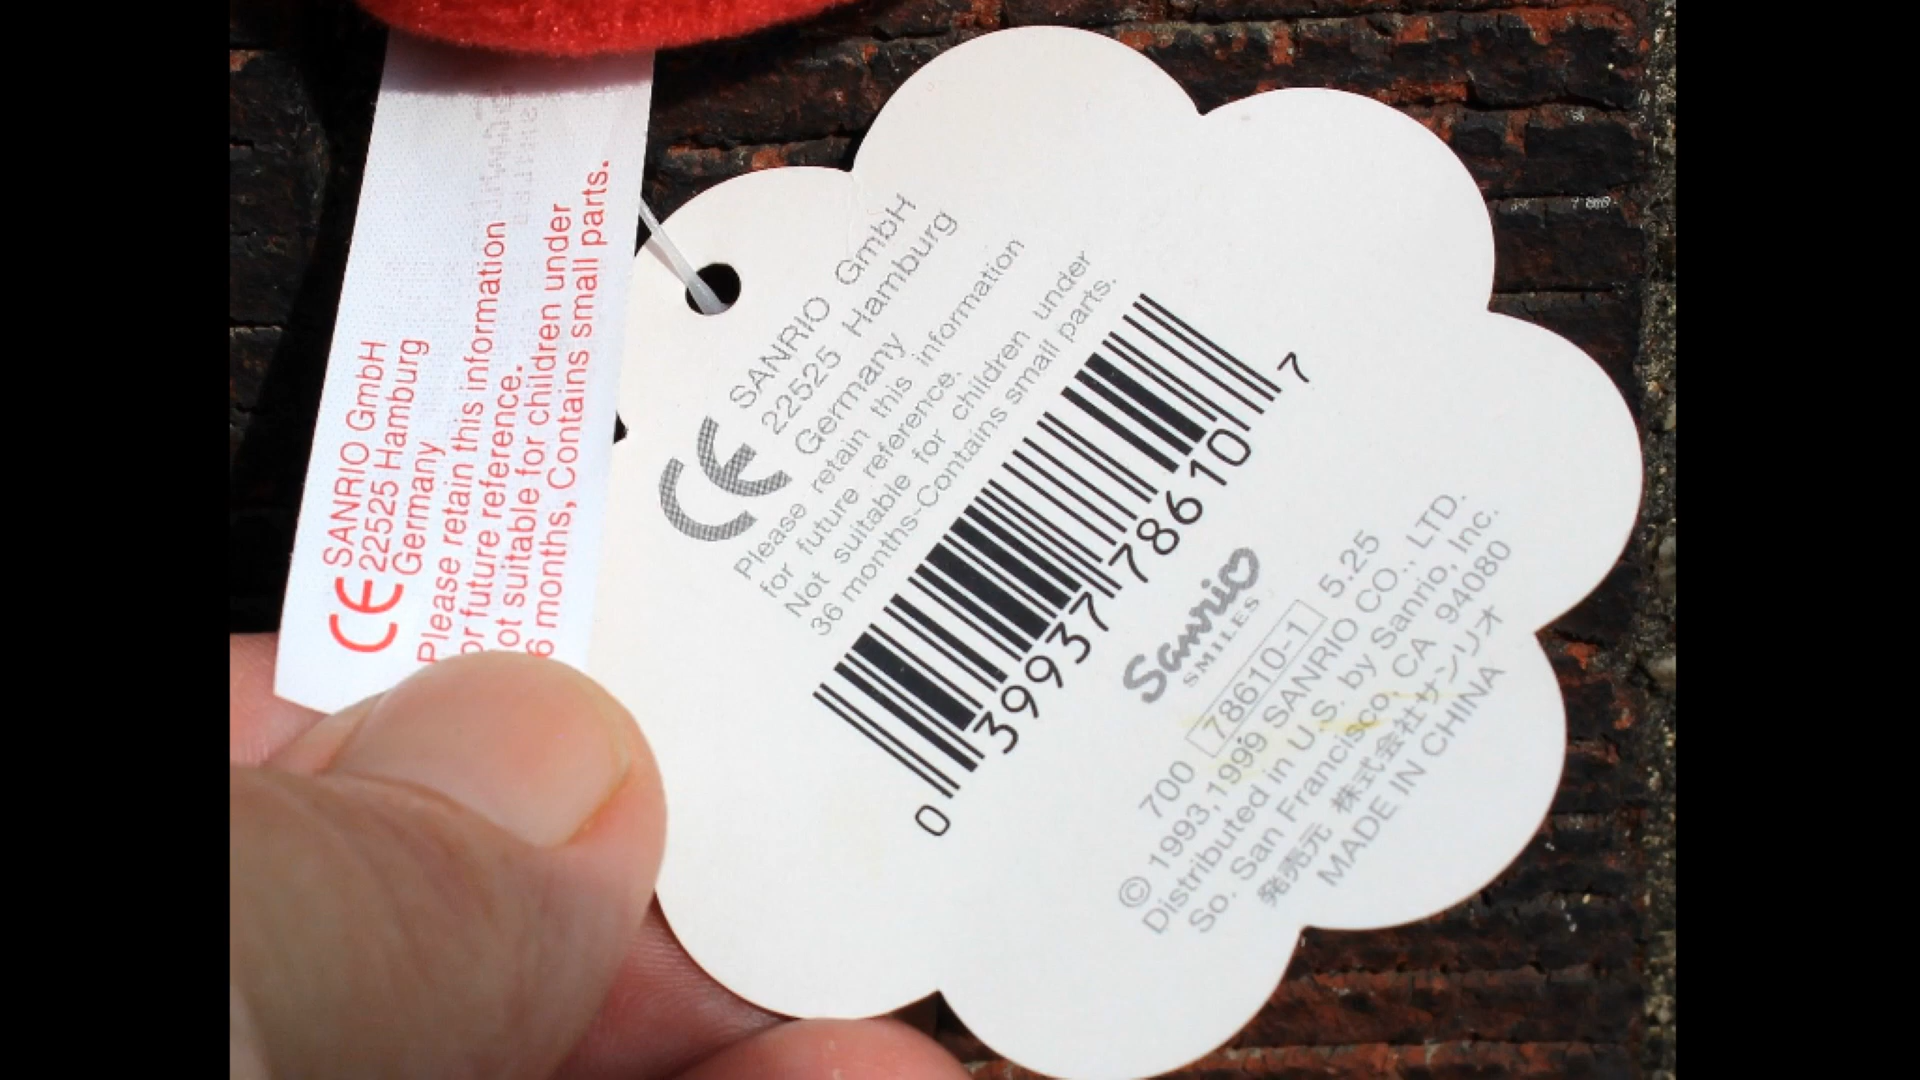 CE SANRIO GmbH
22525 Hamburg
Germany
Please retain this information
or future reference.
ot suitable for children under
6 months, Contains small parts.
CE SANRIO GmbH
22525 Hamburg
Germany
Please retain this information
for future reference.
Not suitable for children under
36 months-Contains small parts.
0 39937 78610 7
Sanrio
SMILES
700 78610-1 5.25
© 1993,1999 SANRIO CO., LTD.
Distributed in U.S. by Sanrio, Inc.
So. San Francisco, CA 94080
発売元 株式会社サンリオ
MADE IN CHINA